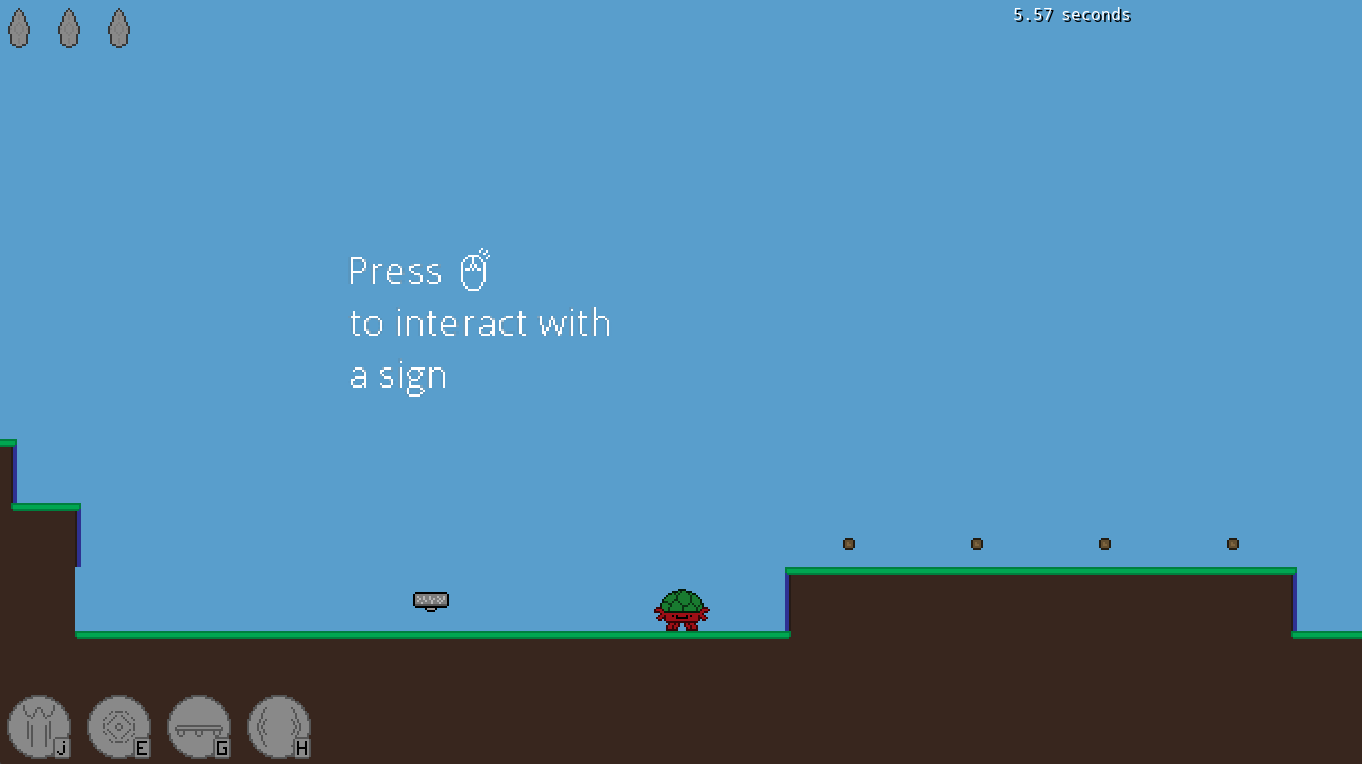 5.57 seconds
Press
to interact with
a sign
J
E
G
H